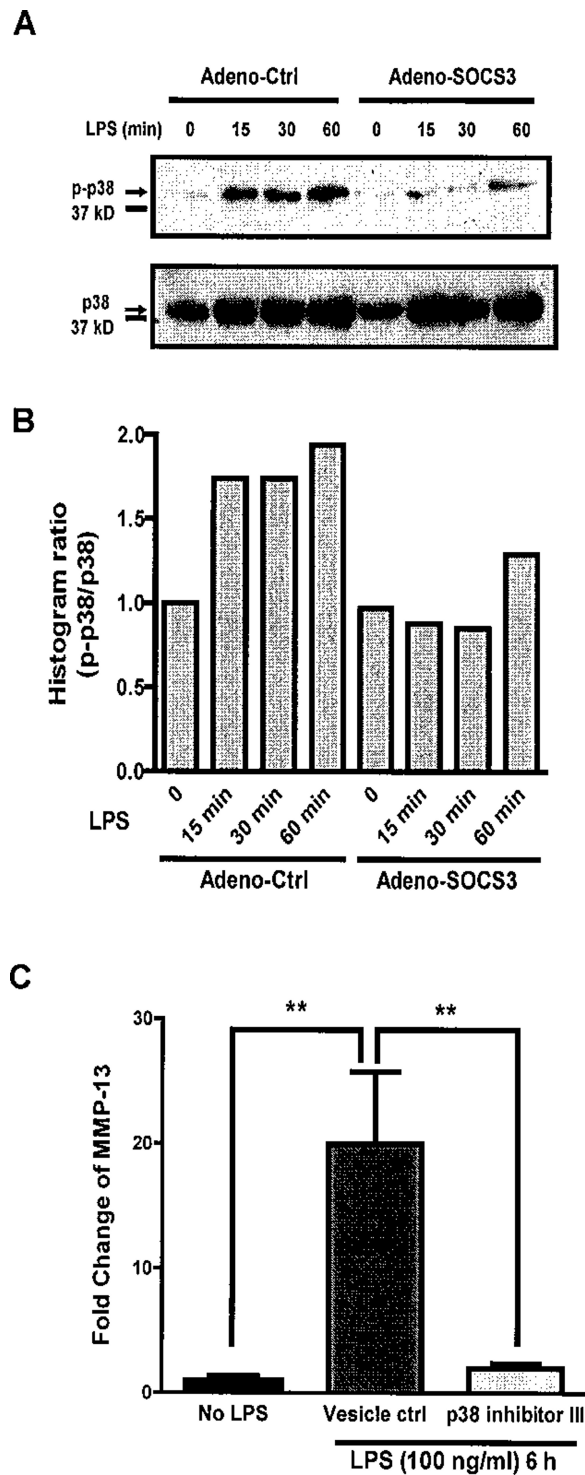 A
Adeno-Ctrl Adeno-SOCS3
LPS (min) 0 15 30 60 0 15 30 60
p-p38
37 kD
p38
37 kD
B
Histogram ratio
(p-p38/p38)
2.0
1.5
1.0
0.5
0.0
LPS 0 15 min 30 min 60 min 0 15 min 30 min 60 min
Adeno-Ctrl Adeno-SOCS3
C
Fold Change of MMP-13
30
20
10
0
** **
No LPS Vesicle ctrl p38 inhibitor III
LPS (100 ng/ml) 6 h